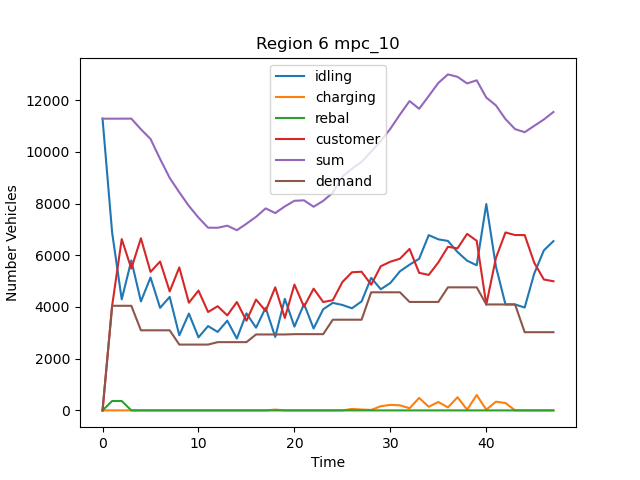 Region 6 mpc_10
Number Vehicles
12000
10000
8000
6000
4000
2000
0
idling
charging
rebal
customer
sum
demand
0 10 20 30 40
Time